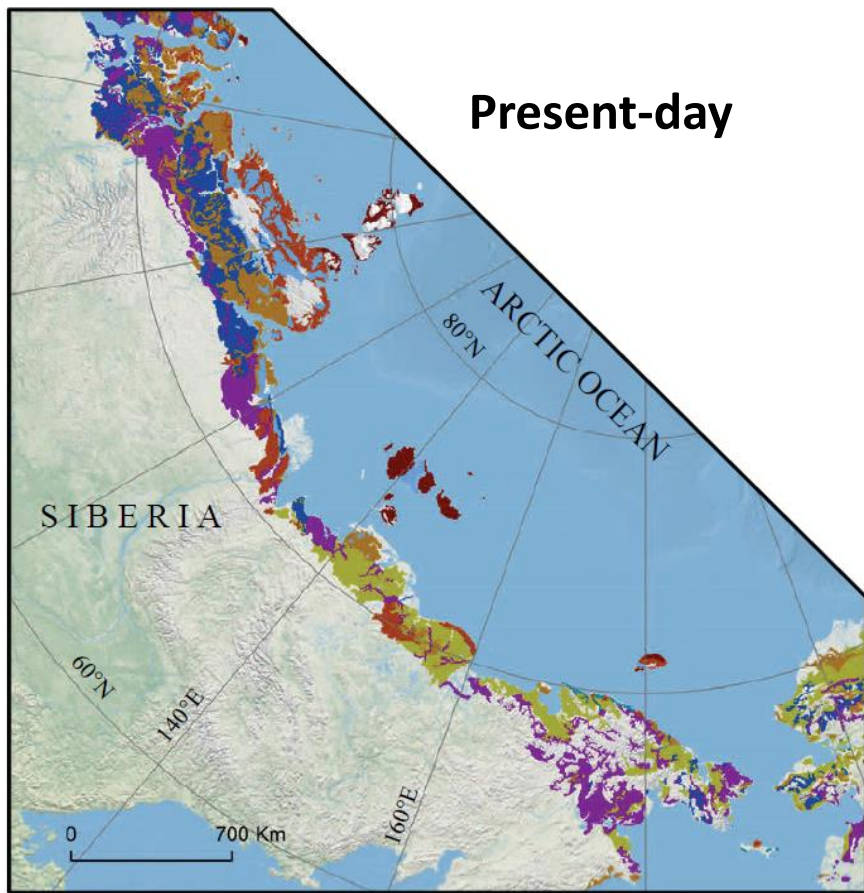 Present-day
ARCTIC OCEAN
80°N
SIBERIA
60°N
140°E
160°E
0 700 Km